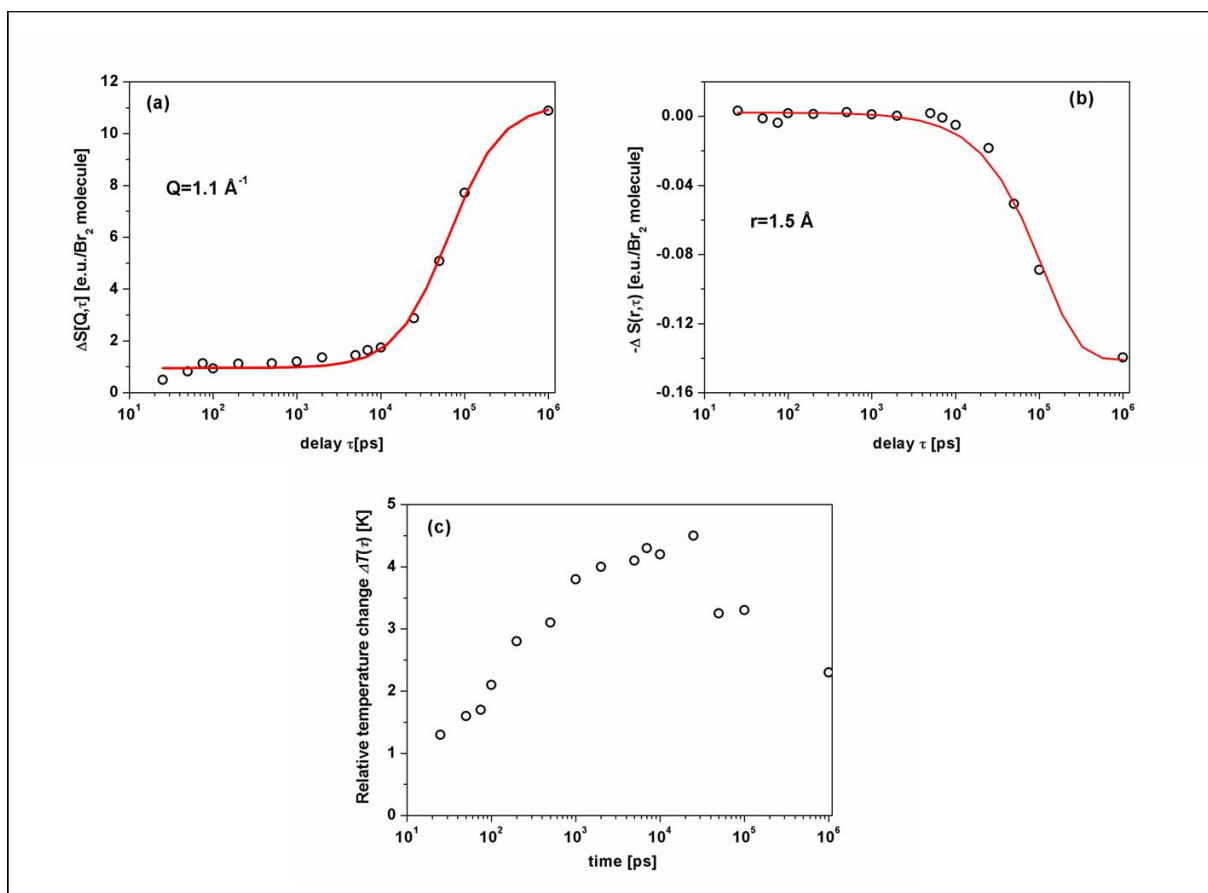 (a)
Q=1.1 Å⁻¹
ΔS[Q,τ] [e.u./Br₂ molecule]
12
10
8
6
4
2
0
10¹ 10² 10³ 10⁴ 10⁵ 10⁶
delay τ[ps]
(b)
r=1.5 Å
-Δ S(r,τ) [e.u./Br₂ molecule]
0.00
-0.04
-0.08
-0.12
-0.16
10¹ 10² 10³ 10⁴ 10⁵ 10⁶
delay τ [ps]
(c)
Relative temperature change ΔT(τ) [K]
5
4
3
2
1
0
10¹ 10² 10³ 10⁴ 10⁵ 10⁶
time [ps]